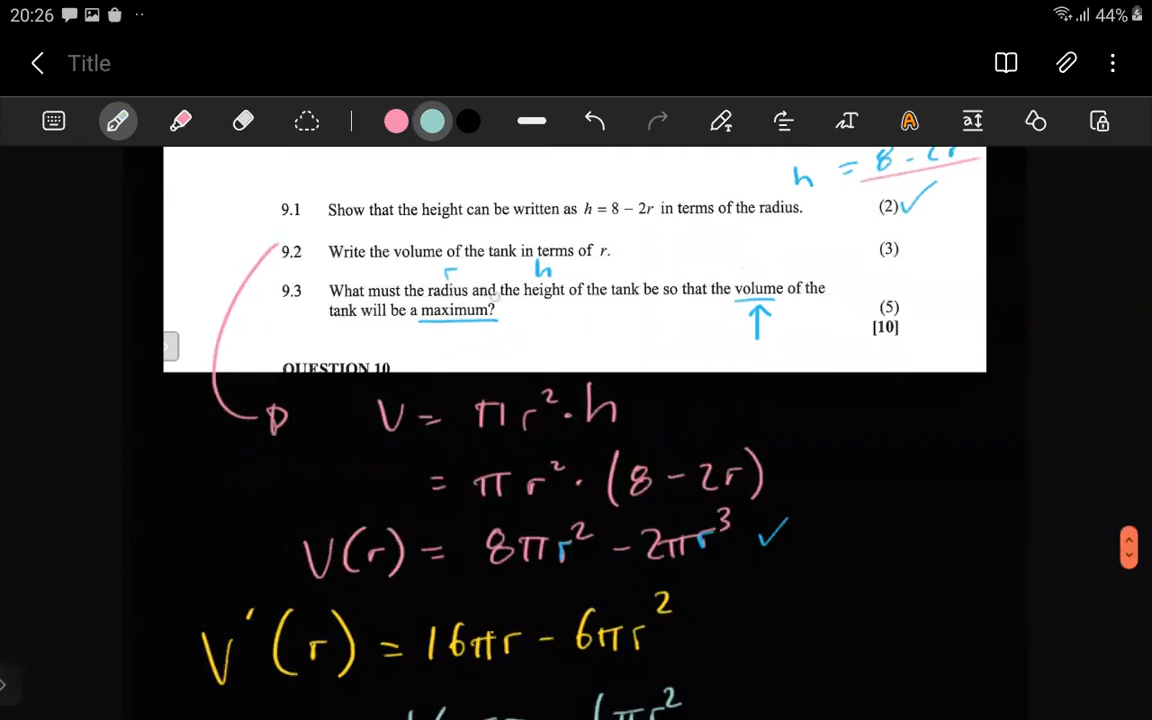 20:26
44%
Title
h = 8 - 2r
9.1 Show that the height can be written as h = 8 − 2r in terms of the radius. (2) ✓
9.2 Write the volume of the tank in terms of r. (3)
r h
9.3 What must the radius and the height of the tank be so that the volume of the
tank will be a maximum? (5)
[10]
QUESTION 10
V = πr² · h
= πr² · (8 - 2r)
V(r) = 8πr² - 2πr³ ✓
V′(r) = 16πr - 6πr²
6πr²